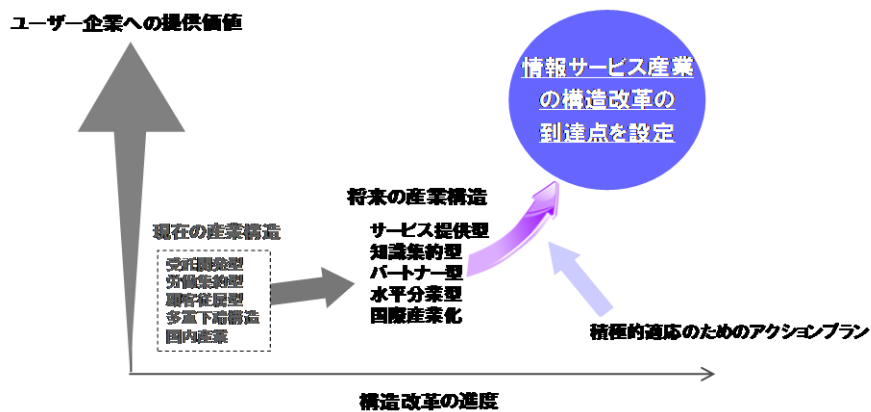 ユーザー企業への提供価値
情報サービス産業
の構造改革の
到達点を設定
将来の産業構造
サービス提供型
知識集約型
パートナー型
水平分業型
国際産業化
現在の産業構造
受託開発型
労働集約型
顧客従属型
多重下請構造
国内産業
積極的適応のためのアクションプラン
構造改革の進度